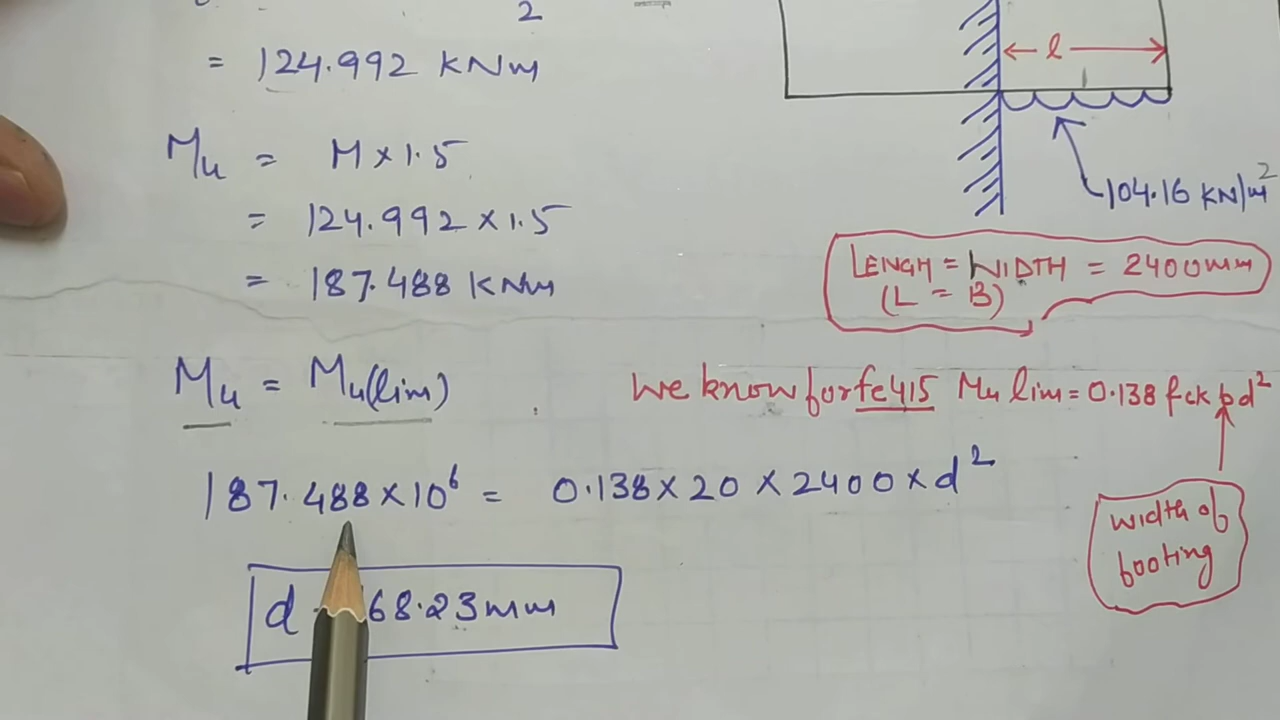 2
= 124.992 KNm
Mu = M × 1.5
= 124.992 × 1.5
= 187.488 KNm
l
104.16 KN/m²
LENGH = WIDTH = 2400mm
(L = B)
Mu = Mu(lim)
we know for fe415 Mu lim = 0.138 fck bd²
187.488 × 10⁶ = 0.138 × 20 × 2400 × d²
width of
footing
d 68.23mm